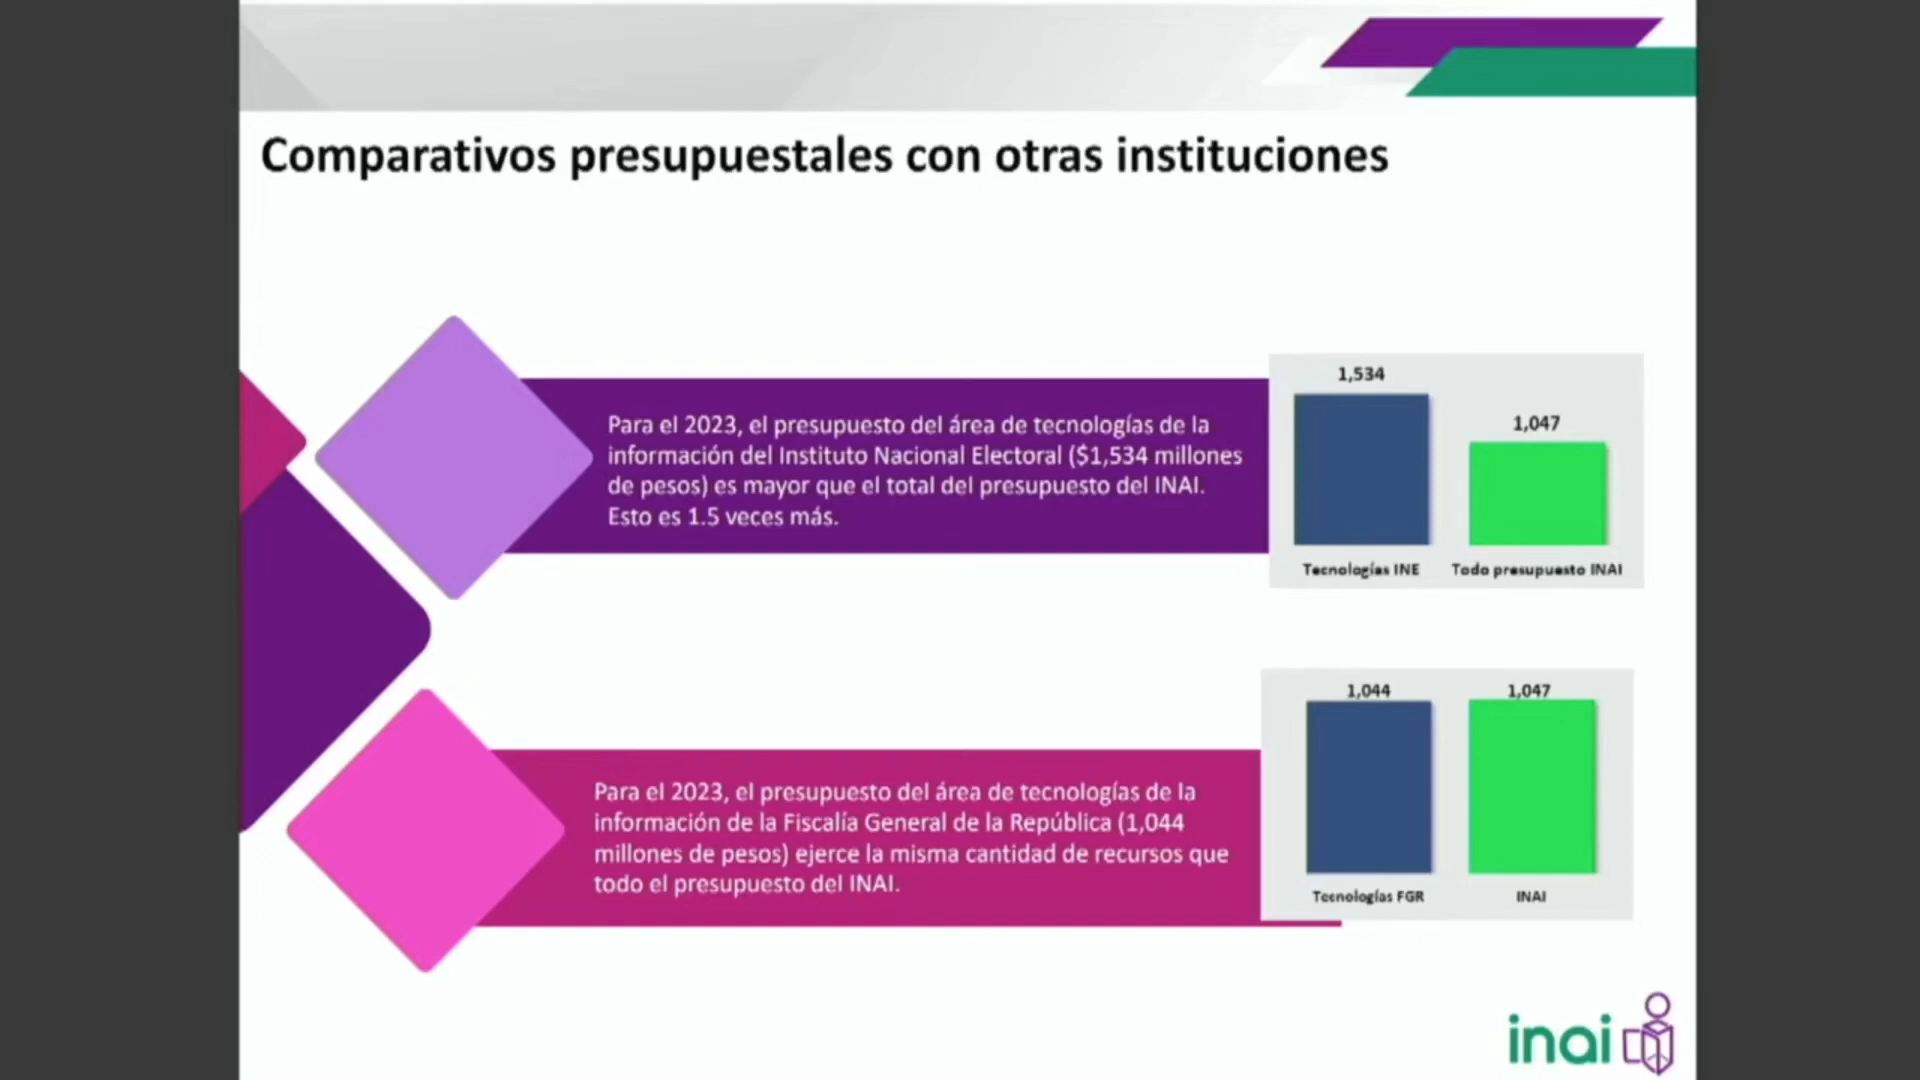 Comparativos presupuestales con otras instituciones
Para el 2023, el presupuesto del área de tecnologías de la
información del Instituto Nacional Electoral ($1,534 millones
de pesos) es mayor que el total del presupuesto del INAI.
Esto es 1.5 veces más.
1,534
1,047
Tecnologías INE
Todo presupuesto INAI
Para el 2023, el presupuesto del área de tecnologías de la
información de la Fiscalía General de la República (1,044
millones de pesos) ejerce la misma cantidad de recursos que
todo el presupuesto del INAI.
1,044
1,047
Tecnologías FGR
INAI
inai